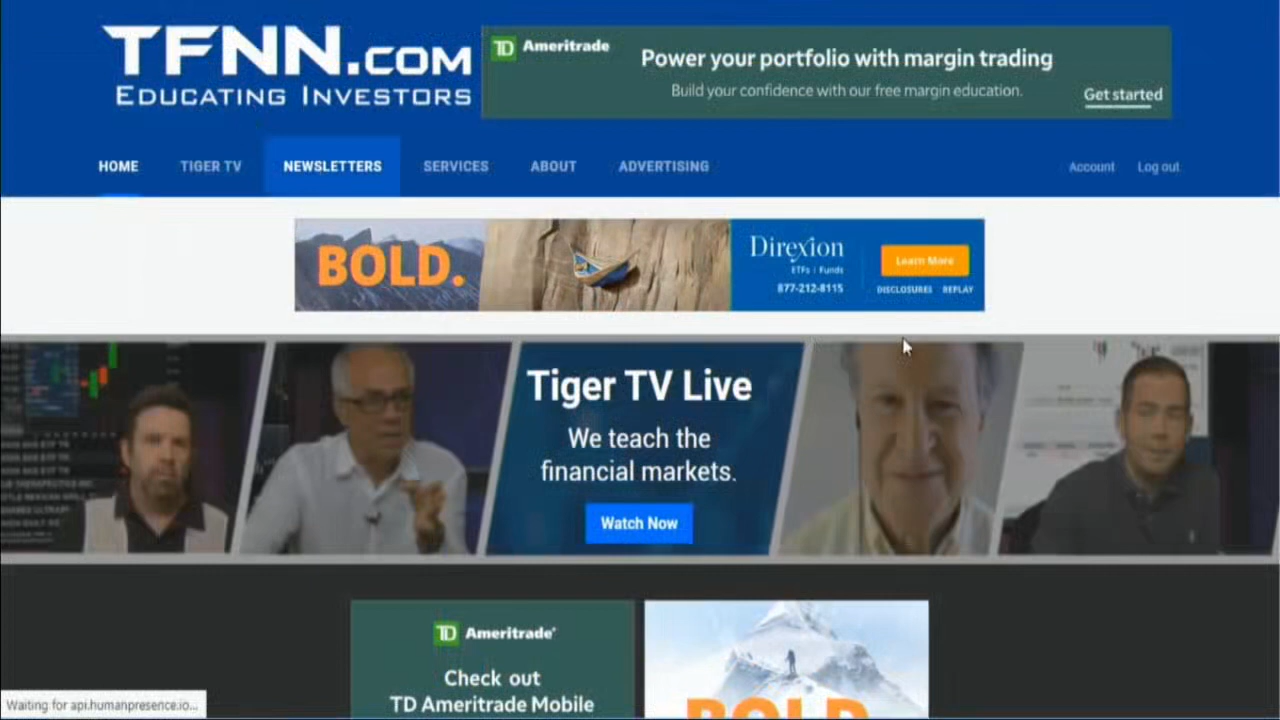 TFNN.COM
EDUCATING INVESTORS
TD Ameritrade
Power your portfolio with margin trading
Build your confidence with our free margin education.
Get started
HOME
TIGER TV
NEWSLETTERS
SERVICES
ABOUT
ADVERTISING
Account
Log out
BOLD.
Direxion
ETFs | Funds
877-212-8115
Learn More
DISCLOSURES REPLAY
Tiger TV Live
We teach the
financial markets.
Watch Now
TD Ameritrade
Check out
TD Ameritrade Mobile
BOLD
Waiting for api.humanpresence.io...